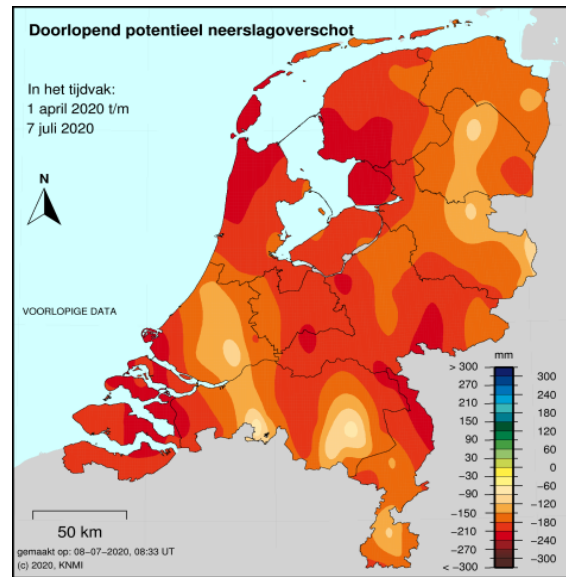 Doorlopend potentieel neerslagoverschot
In het tijdvak:
1 april 2020 t/m
7 juli 2020
N
VOORLOPIGE DATA
mm
> 300
300
270
240
210
180
150
120
90
60
30
0
-30
-60
-90
-120
-150
-180
-210
-240
-270
-300
< -300
50 km
gemaakt op: 08-07-2020, 08:33 UT
(c) 2020, KNMI